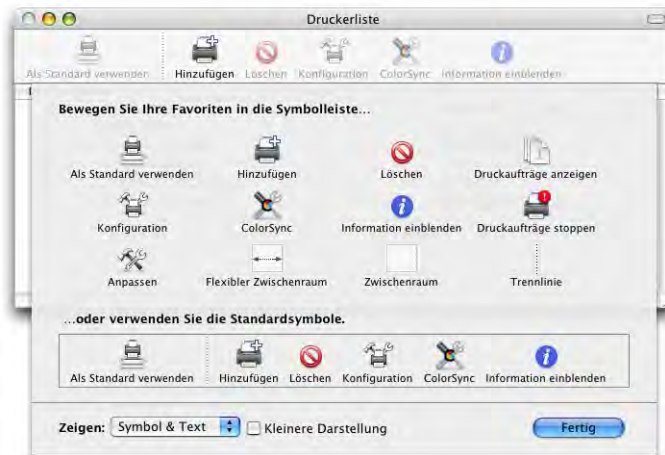 Druckerliste
Als Standard verwenden Hinzufügen Löschen Konfiguration ColorSync Information einblenden
Bewegen Sie Ihre Favoriten in die Symbolleiste...
Als Standard verwenden Hinzufügen Löschen Druckaufträge anzeigen
Konfiguration ColorSync Information einblenden Druckaufträge stoppen
Anpassen Flexibler Zwischenraum Zwischenraum Trennlinie
...oder verwenden Sie die Standardsymbole.
Als Standard verwenden Hinzufügen Löschen Konfiguration ColorSync Information einblenden
Zeigen: Symbol & Text Kleinere Darstellung Fertig